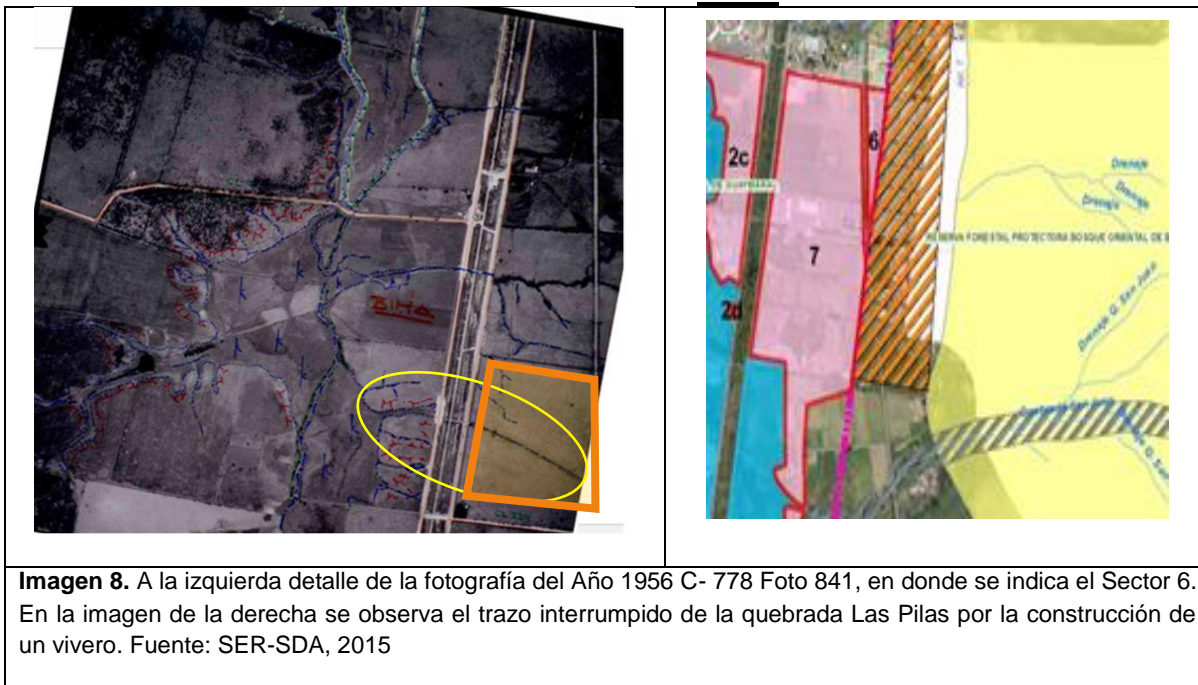 BIMA
CL 224
2c
6
7
2d
Drenaje
Drenaje
Drenaje
RESERVA FORESTAL PROTECTORA BOSQUE ORIENTAL DE B
Drenaje Q. San Juan
Imagen 8. A la izquierda detalle de la fotografía del Año 1956 C- 778 Foto 841, en donde se indica el Sector 6.
En la imagen de la derecha se observa el trazo interrumpido de la quebrada Las Pilas por la construcción de
un vivero. Fuente: SER-SDA, 2015